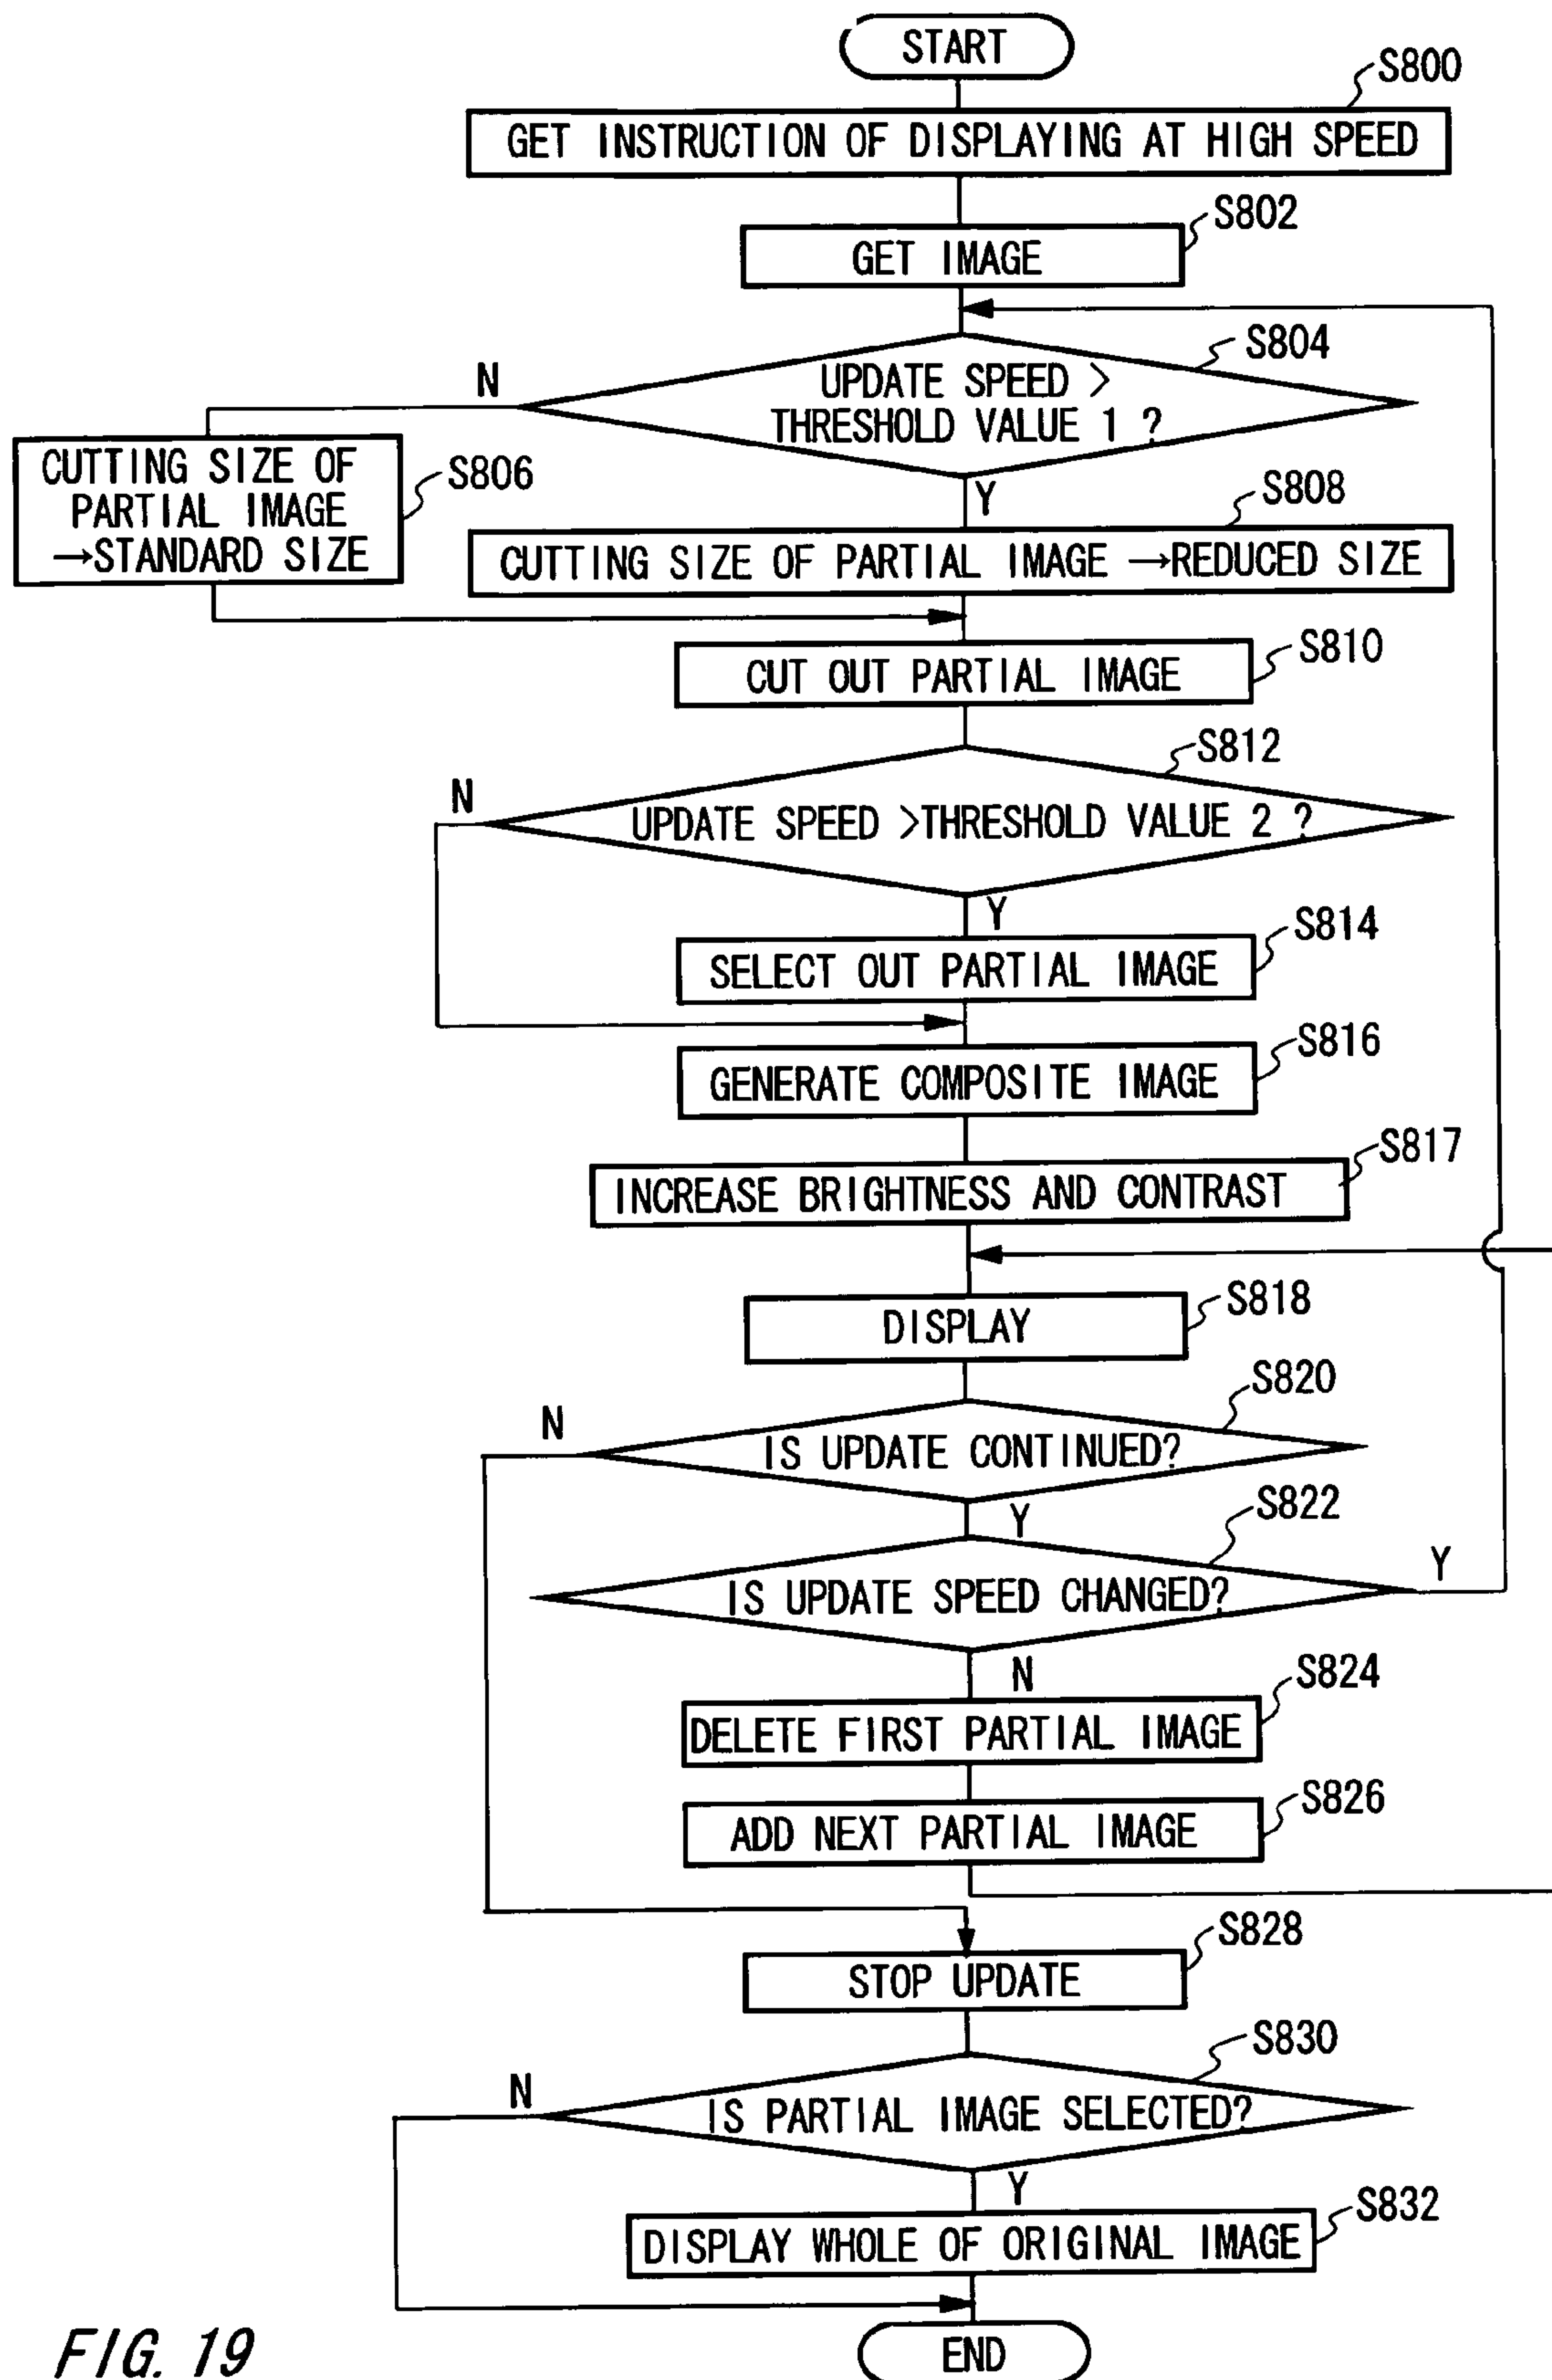 START
S800
GET INSTRUCTION OF DISPLAYING AT HIGH SPEED
S802
GET IMAGE
S804
N
UPDATE SPEED >
THRESHOLD VALUE 1 ?
CUTTING SIZE OF
PARTIAL IMAGE
→STANDARD SIZE
S806
Y
S808
CUTTING SIZE OF PARTIAL IMAGE →REDUCED SIZE
S810
CUT OUT PARTIAL IMAGE
S812
N
UPDATE SPEED >THRESHOLD VALUE 2 ?
Y
S814
SELECT OUT PARTIAL IMAGE
S816
GENERATE COMPOSITE IMAGE
S817
INCREASE BRIGHTNESS AND CONTRAST
S818
DISPLAY
S820
N
IS UPDATE CONTINUED?
Y
S822
IS UPDATE SPEED CHANGED?
Y
N
S824
DELETE FIRST PARTIAL IMAGE
S826
ADD NEXT PARTIAL IMAGE
S828
STOP UPDATE
S830
N
IS PARTIAL IMAGE SELECTED?
Y
S832
DISPLAY WHOLE OF ORIGINAL IMAGE
END
FIG. 19